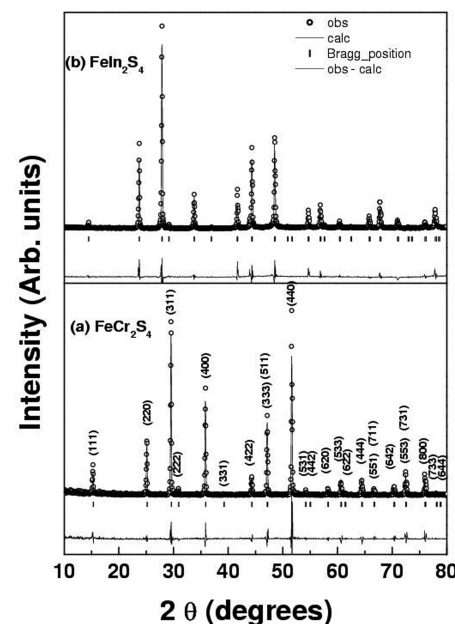 obs
calc
Bragg_position
obs - calc
(b) FeIn₂S₄
Intensity (Arb. units)
(a) FeCr₂S₄
(111)
(220)
(311)
(222)
(400)
(331)
(422)
(333) (511)
(440)
(531)
(442)
(620)
(533)
(622)
(444)
(551) (711)
(642)
(553) (731)
(800)
(733)
(644)
10 20 30 40 50 60 70 80
2 θ (degrees)